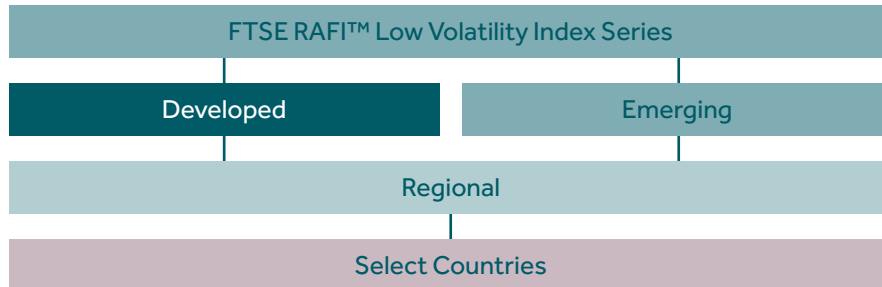 FTSE RAFI™ Low Volatility Index Series
Developed
Emerging
Regional
Select Countries